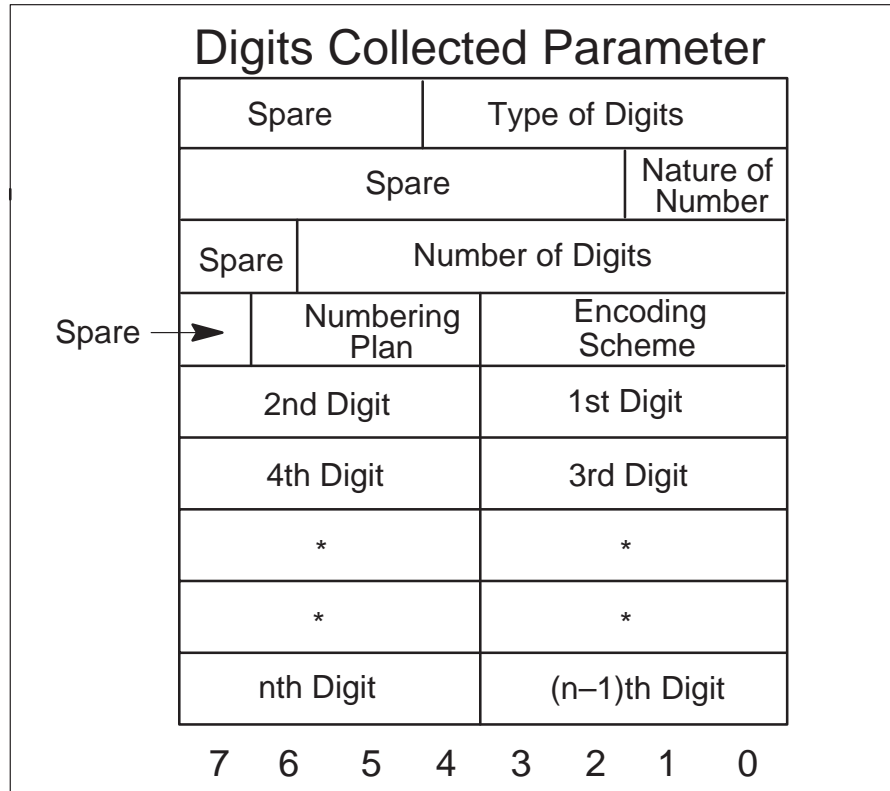 Digits Collected Parameter
Spare Type of Digits
Spare Nature of
Number
Spare Number of Digits
Spare Numbering
Plan Encoding
Scheme
2nd Digit 1st Digit
4th Digit 3rd Digit
* *
* *
nth Digit (n–1)th Digit
7 6 5 4 3 2 1 0